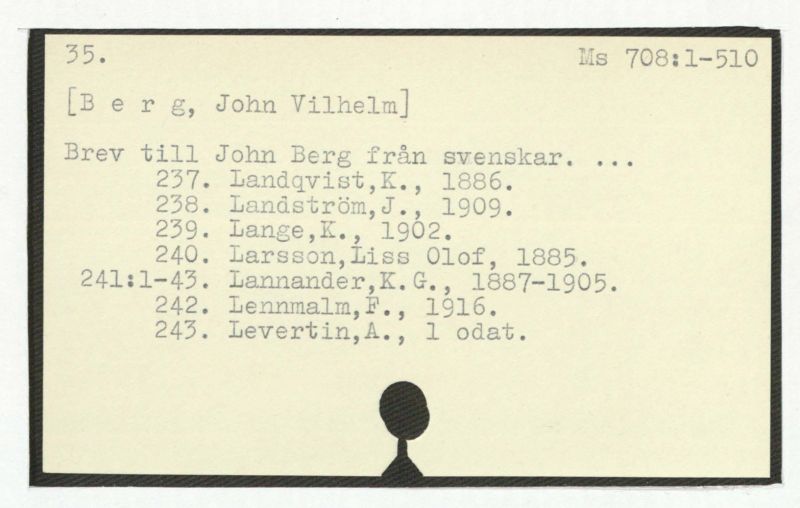 35. Ms 708:1-510
[B e r g, John Vilhelm]
Brev till John Berg från svenskar. ...
237. Landqvist,K., 1886.
238. Landström,J., 1909.
239. Lange,K., 1902.
240. Larsson,Liss Olof, 1885.
241:1-43. Lannander,K.G., 1887-1905.
242. Lennmalm,F., 1916.
243. Levertin,A., 1 odat.